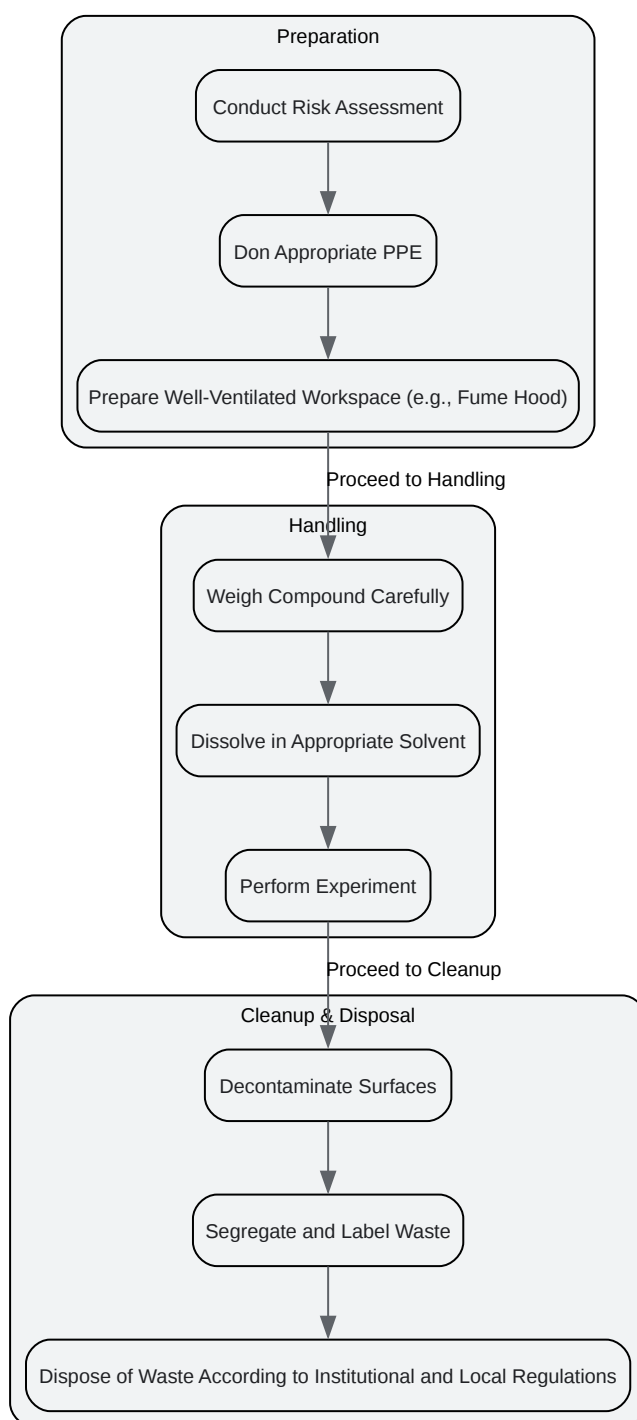 Preparation
Conduct Risk Assessment
Don Appropriate PPE
Prepare Well-Ventilated Workspace (e.g., Fume Hood)
Proceed to Handling
Handling
Weigh Compound Carefully
Dissolve in Appropriate Solvent
Perform Experiment
Proceed to Cleanup
Cleanup & Disposal
Decontaminate Surfaces
Segregate and Label Waste
Dispose of Waste According to Institutional and Local Regulations